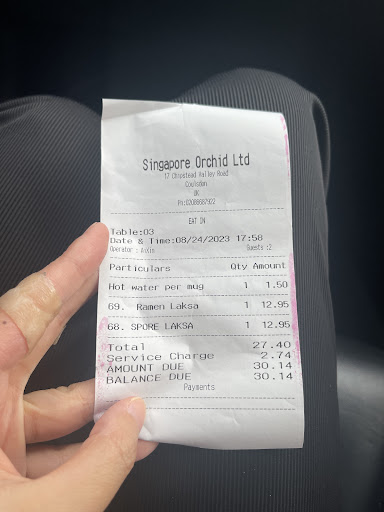 Singapore Orchid Ltd
17 Chipstead Valley Road
Coulsdon
UK
EAT IN
Table:03
Date & Time:08/24/2023 17:58
Operator : Guests :2
Particulars Qty Amount
Hot water per mug 1 1.50
69. Ramen Laksa 1 12.95
68. SPORE LAKSA 1 12.95
Total 27.40
Service Charge 2.74
AMOUNT DUE 30.14
BALANCE DUE 30.14
Payments